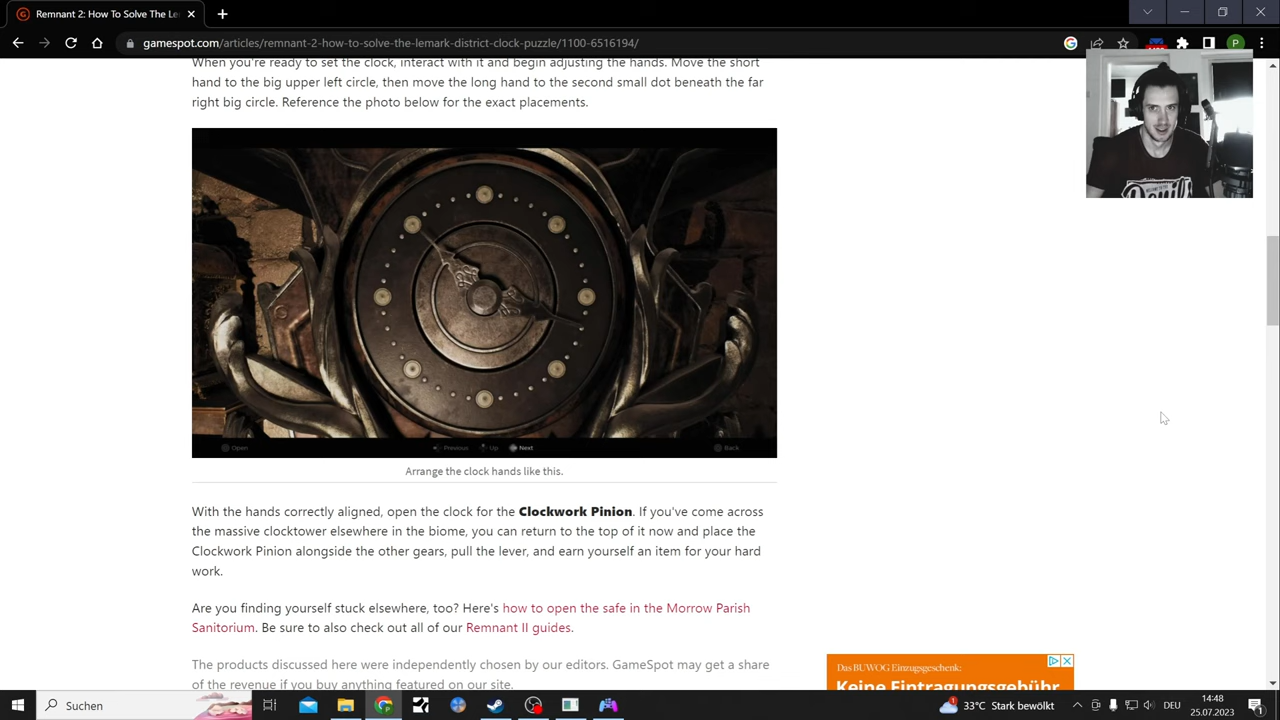 Remnant 2: How To Solve The Le
gamespot.com/articles/remnant-2-how-to-solve-the-lemark-district-clock-puzzle/1100-6516194/
P
When you're ready to set the clock, interact with it and begin adjusting the hands. Move the short
hand to the big upper left circle, then move the long hand to the second small dot beneath the far
right big circle. Reference the photo below for the exact placements.
Open
Previous
Up
Next
Back
Arrange the clock hands like this.
With the hands correctly aligned, open the clock for the Clockwork Pinion. If you've come across
the massive clocktower elsewhere in the biome, you can return to the top of it now and place the
Clockwork Pinion alongside the other gears, pull the lever, and earn yourself an item for your hard
work.
Are you finding yourself stuck elsewhere, too? Here's how to open the safe in the Morrow Parish
Sanitorium. Be sure to also check out all of our Remnant II guides.
The products discussed here were independently chosen by our editors. GameSpot may get a share
of the revenue if you buy anything featured on our site.
Das BUWOG Einzugsgeschenk:
Keine Eintragungsgebühr
Suchen
33°C Stark bewölkt
DEU
14:48
25.07.2023
1